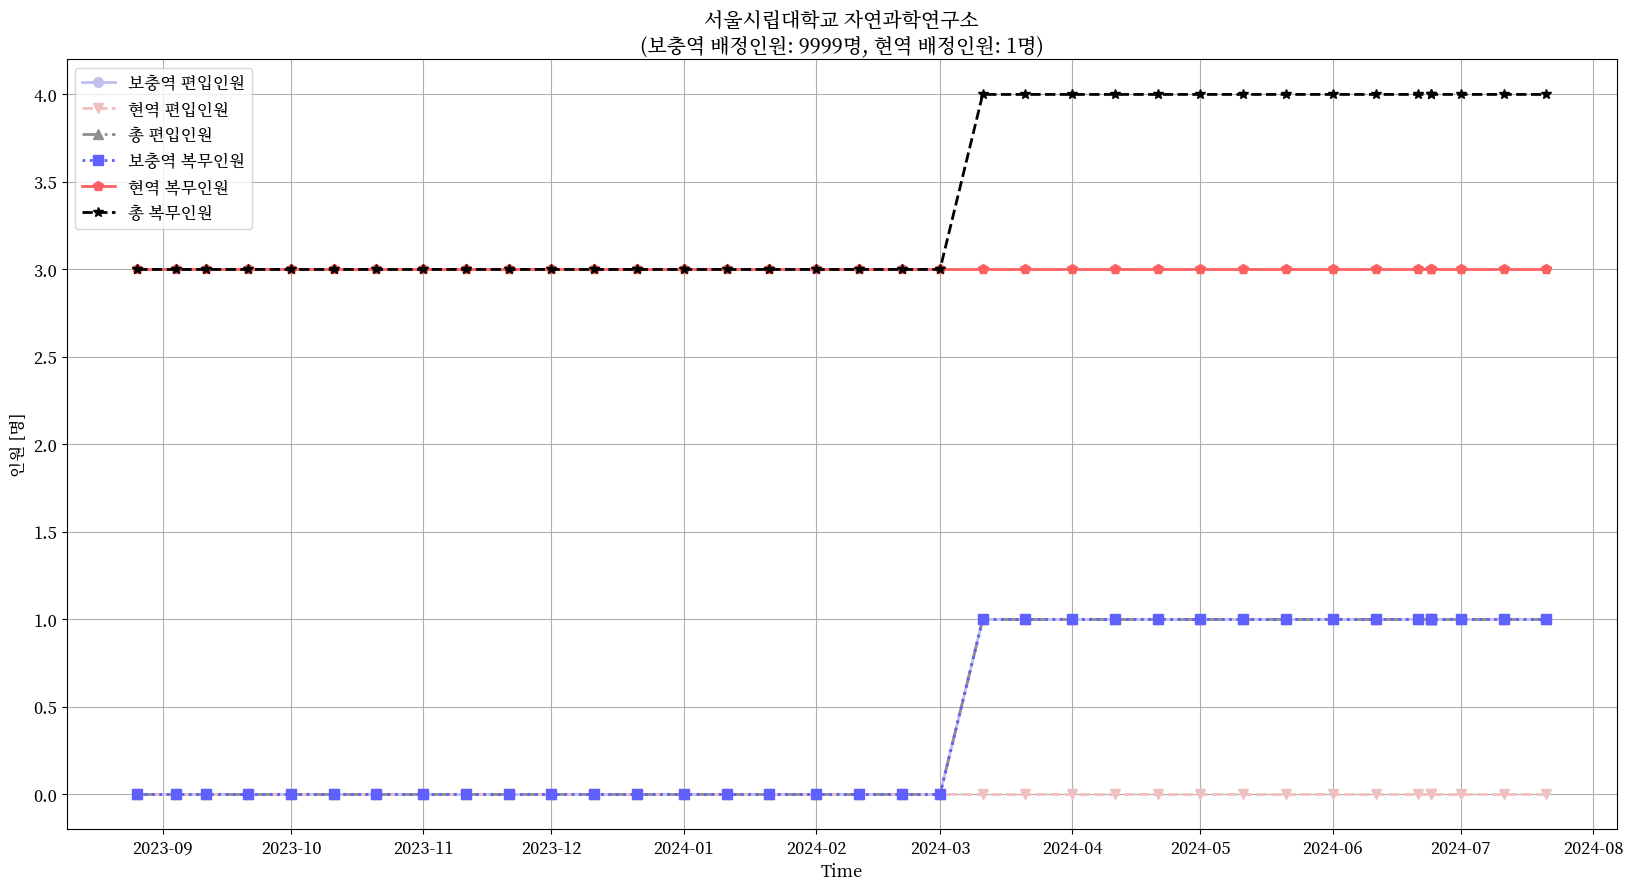 서울시립대학교 자연과학연구소
(보충역 배정인원: 9999명, 현역 배정인원: 1명)
보충역 편입인원
현역 편입인원
총 편입인원
보충역 복무인원
현역 복무인원
총 복무인원
4.0
3.5
3.0
2.5
2.0
1.5
1.0
0.5
0.0
인원 [명]
2023-09 2023-10 2023-11 2023-12 2024-01 2024-02 2024-03 2024-04 2024-05 2024-06 2024-07 2024-08
Time